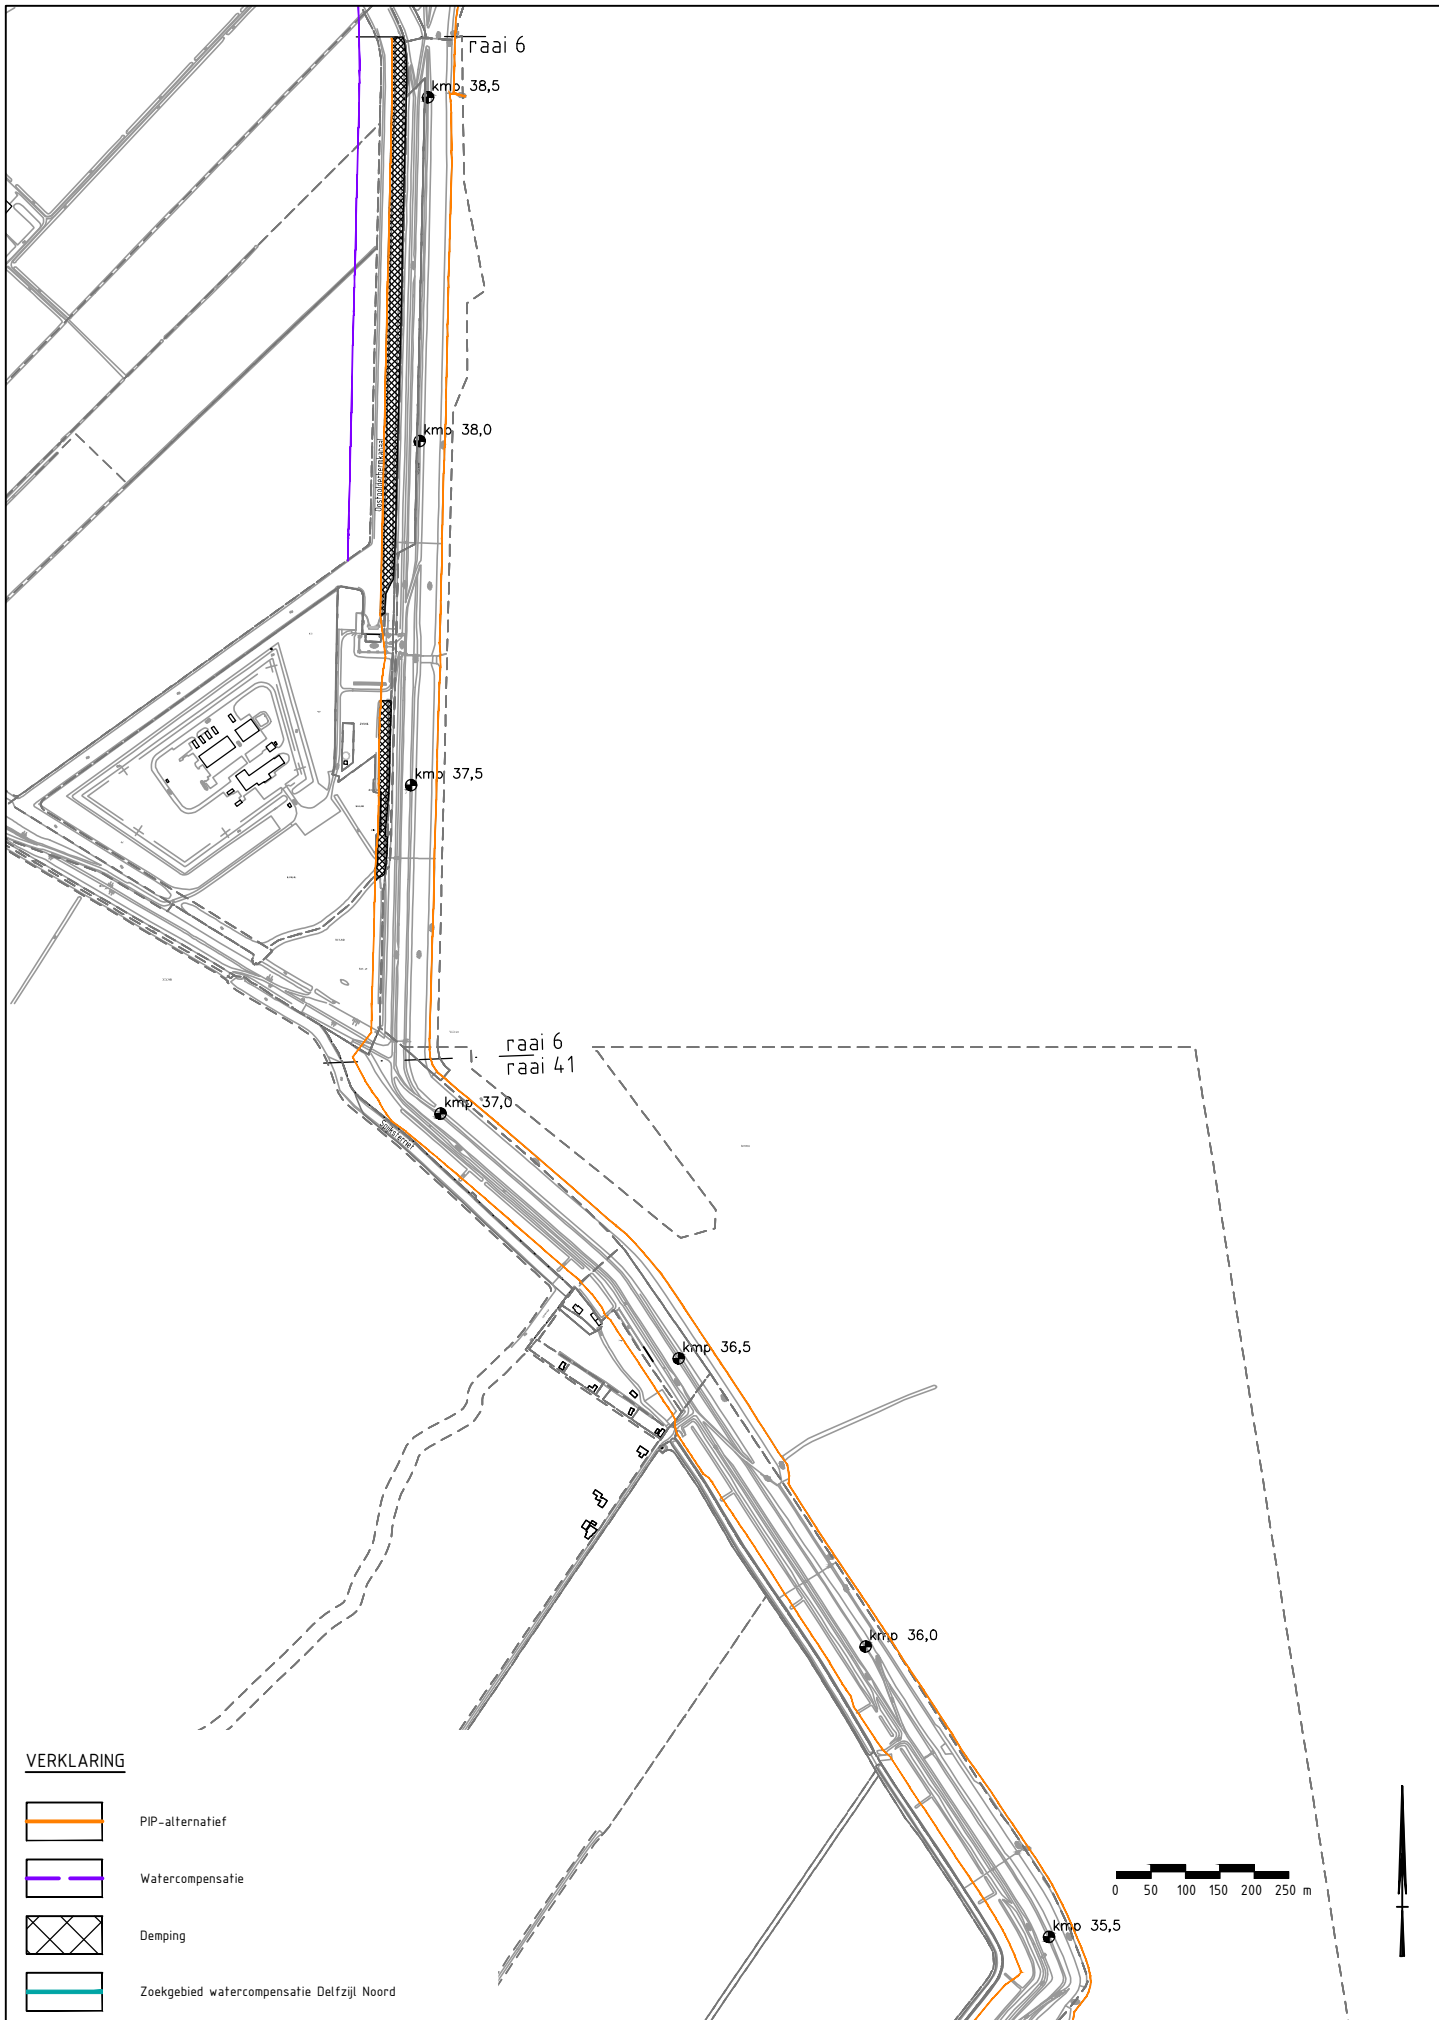 raai 6
kmp 38,5
kmp 38,0
Oostpolderbermkanaal
kmp 37,5
raai 6
raai 41
kmp 37,0
Spijksterriet
kmp 36,5
kmp 36,0
kmp 35,5
VERKLARING
PIP-alternatief
Watercompensatie
Demping
Zoekgebied watercompensatie Delfzijl Noord
0 50 100 150 200 250 m